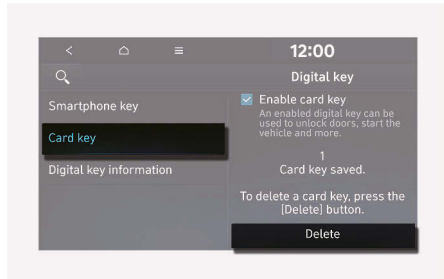 12:00
Digital key
Smartphone key
Card key
Digital key information
Enable card key
An enabled digital key can be
used to unlock doors, start the
vehicle and more.
1
Card key saved.
To delete a card key, press the
[Delete] button.
Delete